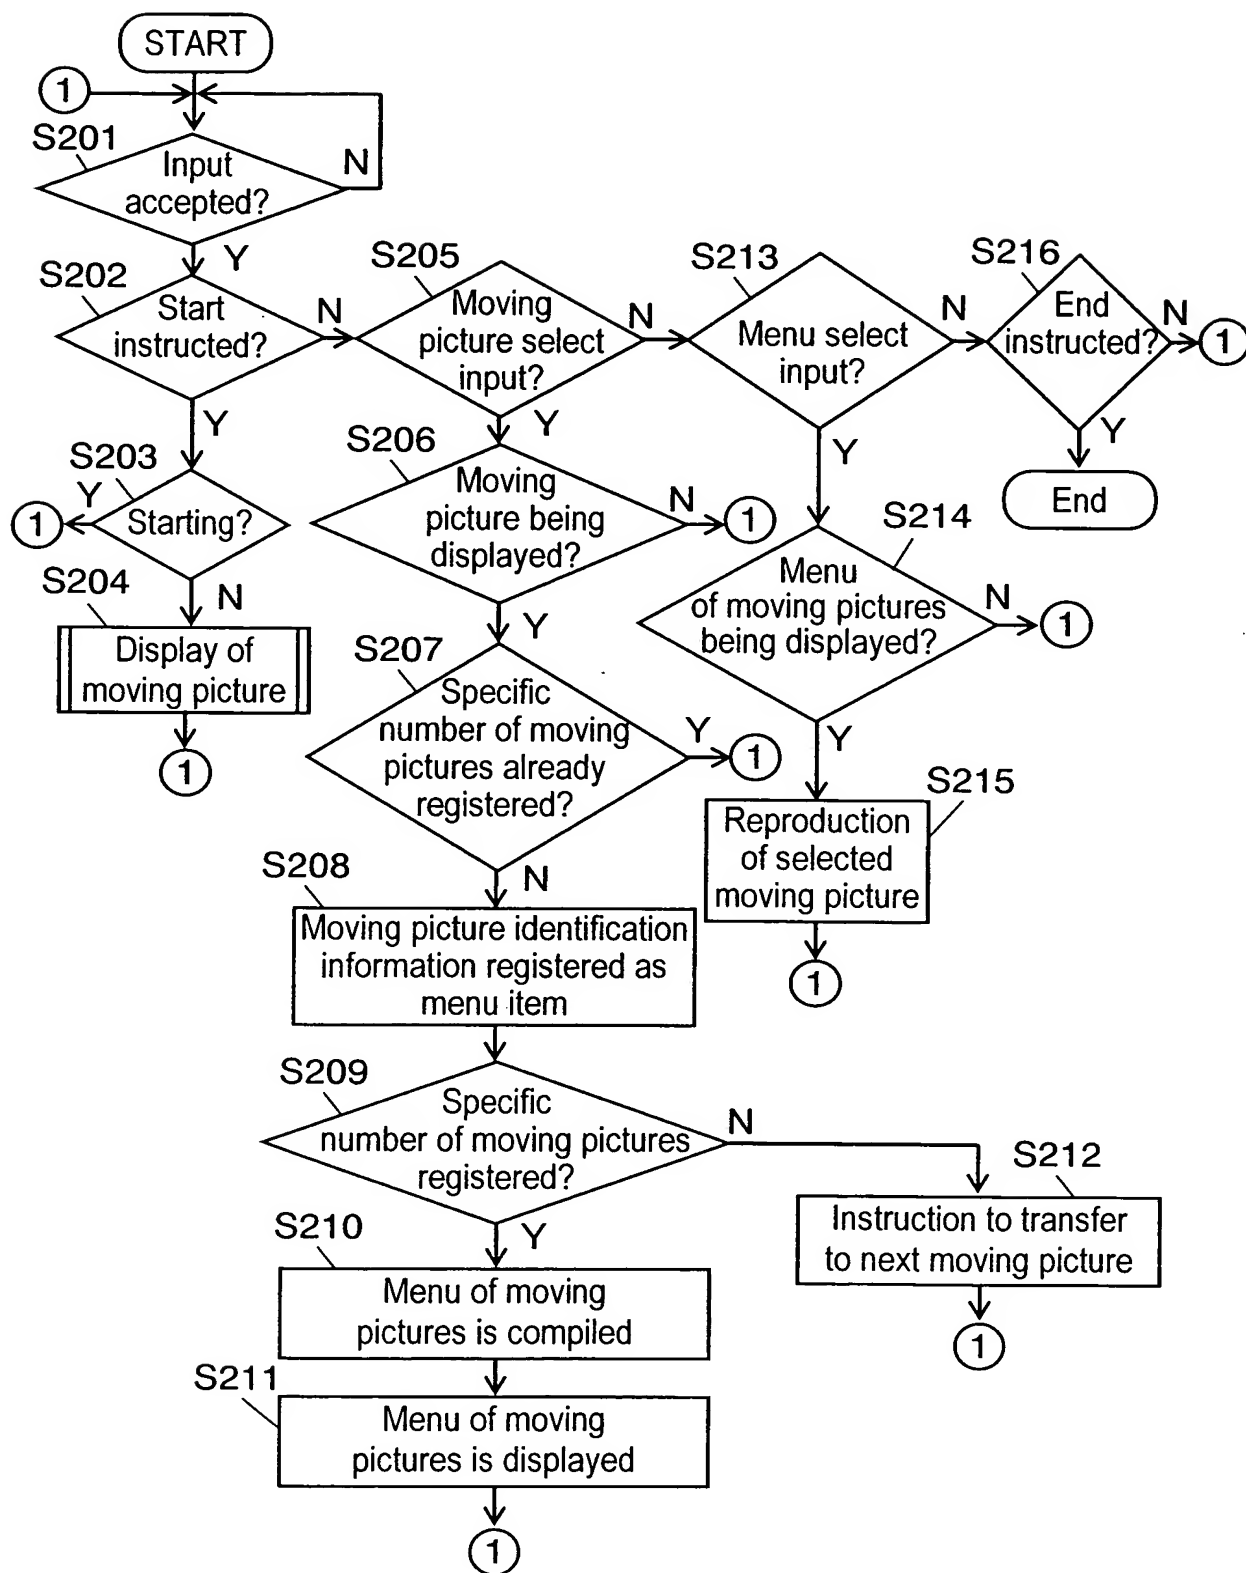 START
1
S201
Input
accepted?
N
Y
S202
Start
instructed?
N
Y
S203
Starting?
Y
1
N
S204
Display of
moving picture
1
S205
Moving
picture select
input?
N
Y
S206
Moving
picture being
displayed?
N
1
Y
S207
Specific
number of moving
pictures already
registered?
Y
1
N
S208
Moving picture identification
information registered as
menu item
S209
Specific
number of moving pictures
registered?
N
Y
S210
Menu of moving
pictures is compiled
S211
Menu of moving
pictures is displayed
1
S212
Instruction to transfer
to next moving picture
1
S213
Menu select
input?
N
Y
S214
Menu
of moving pictures
being displayed?
N
1
Y
S215
Reproduction
of selected
moving picture
1
S216
End
instructed?
N
1
Y
End